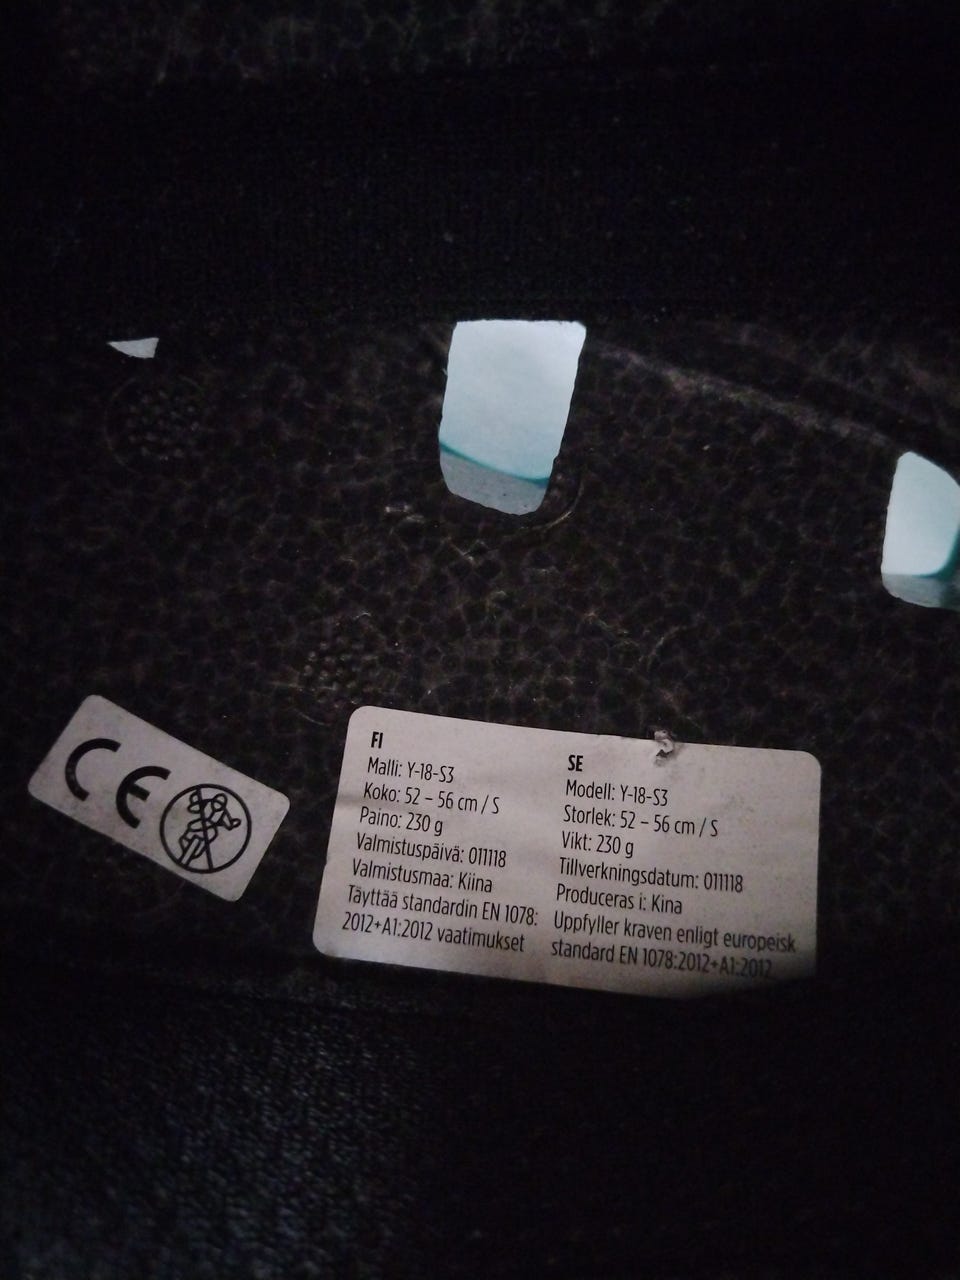 CE
FI
Malli: Y-18-S3
Koko: 52 – 56 cm / S
Paino: 230 g
Valmistuspäivä: 011118
Valmistusmaa: Kiina
Täyttää standardin EN 1078:
2012+A1:2012 vaatimukset
SE
Modell: Y-18-S3
Storlek: 52 – 56 cm / S
Vikt: 230 g
Tillverkningsdatum: 011118
Produceras i: Kina
Uppfyller kraven enligt europeisk
standard EN 1078:2012+A1:2012